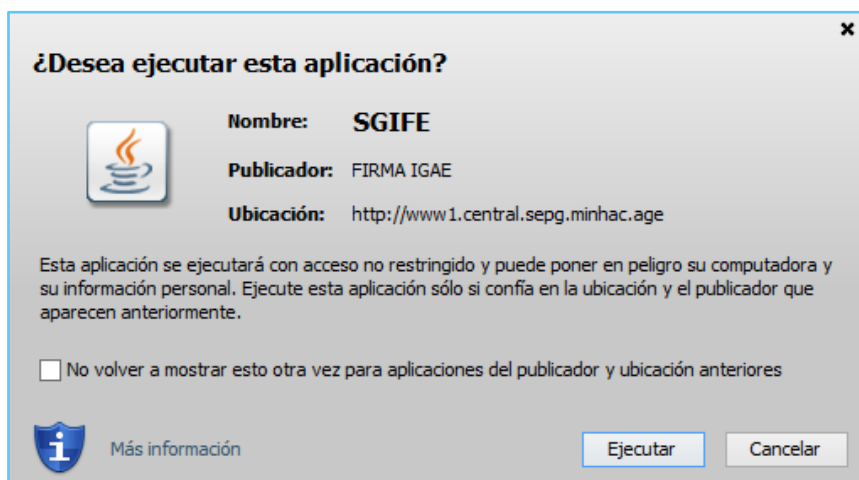 ¿Desea ejecutar esta aplicación?
Nombre: SGIFE
Publicador: FIRMA IGAE
Ubicación: http://www1.central.sepg.minhac.age
Esta aplicación se ejecutará con acceso no restringido y puede poner en peligro su computadora y
su información personal. Ejecute esta aplicación sólo si confía en la ubicación y el publicador que
aparecen anteriormente.
No volver a mostrar esto otra vez para aplicaciones del publicador y ubicación anteriores
Más información Ejecutar Cancelar